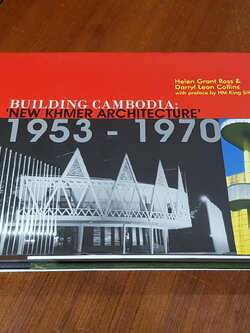 Helen Grant Ross &
Darryl Leon Collins
with preface by HM King Si
BUILDING CAMBODIA:
'NEW KHMER ARCHITECTURE'
1953 - 1970